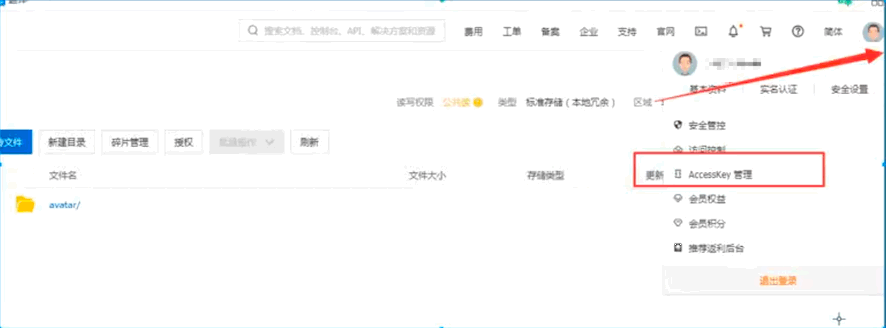 搜索文档、控制台、API、解决方案和资源 费用 工单 备案 企业 支持 官网 简体
基本资料 实名认证 安全设置
读写权限 公共读 类型 标准存储（本地冗余） 区域
安全管控
文件 新建目录 碎片管理 授权 批量操作 刷新
访问控制
文件名 文件大小 存储类型 更新
AccessKey 管理
avatar/
会员权益
会员积分
推荐返利后台
退出登录